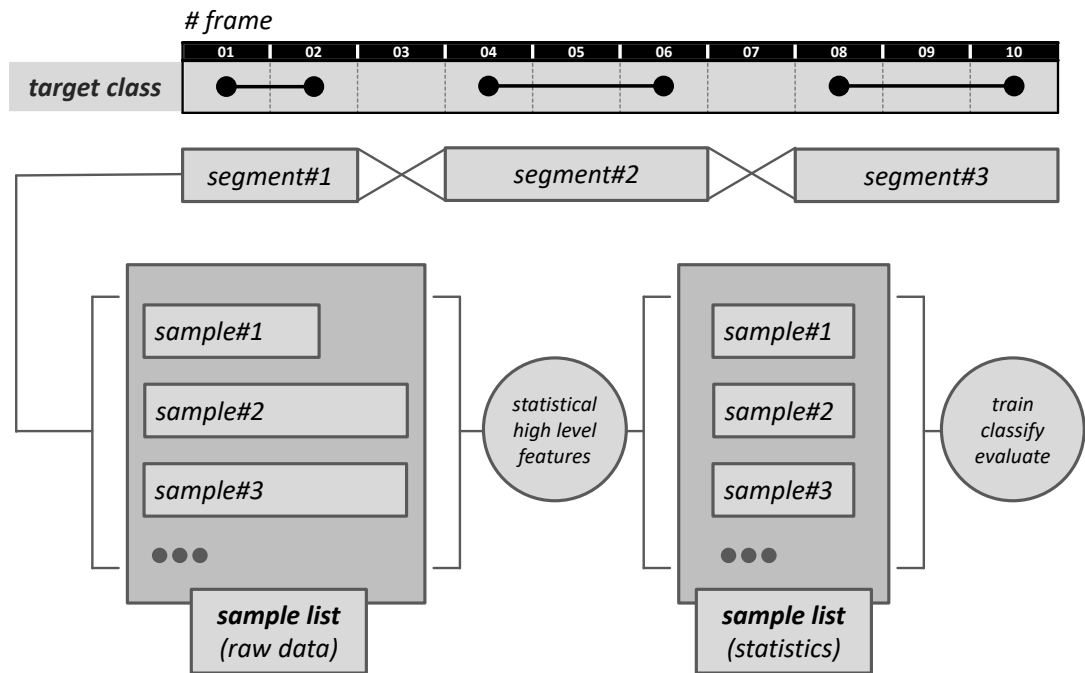 # frame
01 02 03 04 05 06 07 08 09 10
target class
segment#1 segment#2 segment#3
sample#1
sample#2
sample#3
sample list
(raw data)
statistical
high level
features
sample#1
sample#2
sample#3
sample list
(statistics)
train
classify
evaluate